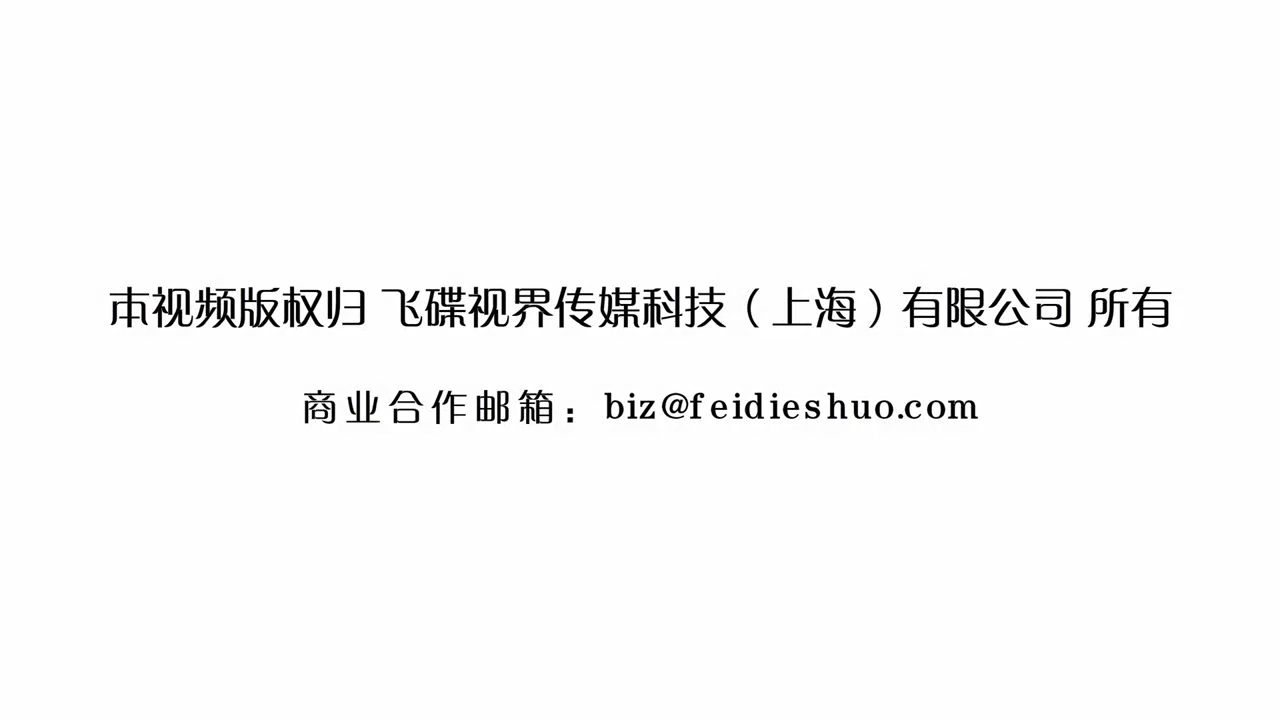 本视频版权归 飞碟视界传媒科技（上海）有限公司 所有
商业合作邮箱：biz@feidieshuo.com